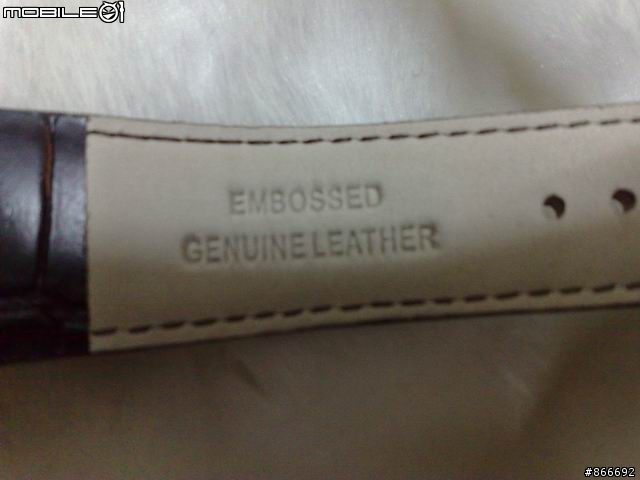 MOBILE01
EMBOSSED
GENUINE LEATHER
#866692